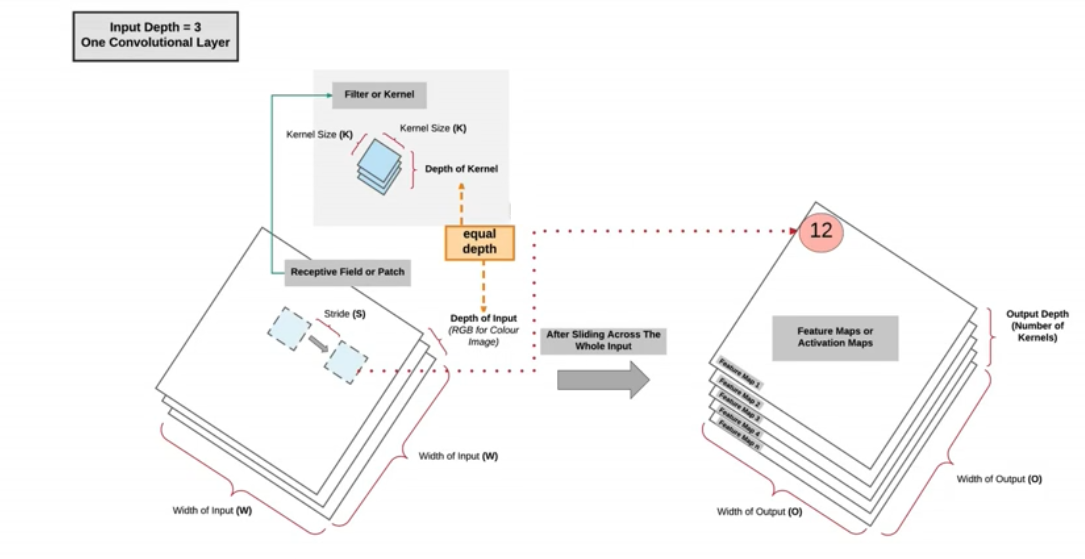 Input Depth = 3
One Convolutional Layer
Filter or Kernel
Kernel Size (K)
Kernel Size (K)
Depth of Kernel
equal
depth
Receptive Field or Patch
Stride (S)
Depth of Input
(RGB for Colour
Image)
After Sliding Across The
Whole Input
Width of Input (W)
Width of Input (W)
12
Feature Maps or
Activation Maps
Output Depth
(Number of
Kernels)
Feature Map 1
Feature Map 2
Feature Map 3
Feature Map 4
Feature Map n
Width of Output (O)
Width of Output (O)